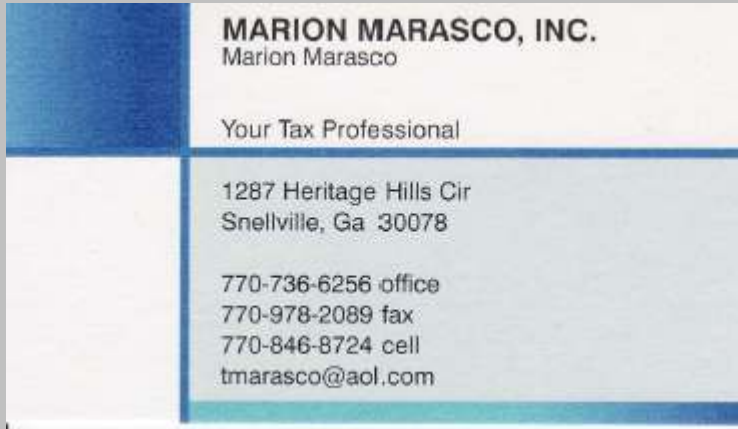 MARION MARASCO, INC.
Marion Marasco
Your Tax Professional
1287 Heritage Hills Cir
Snellville, Ga 30078
770-736-6256 office
770-978-2089 fax
770-846-8724 cell
tmarasco@aol.com